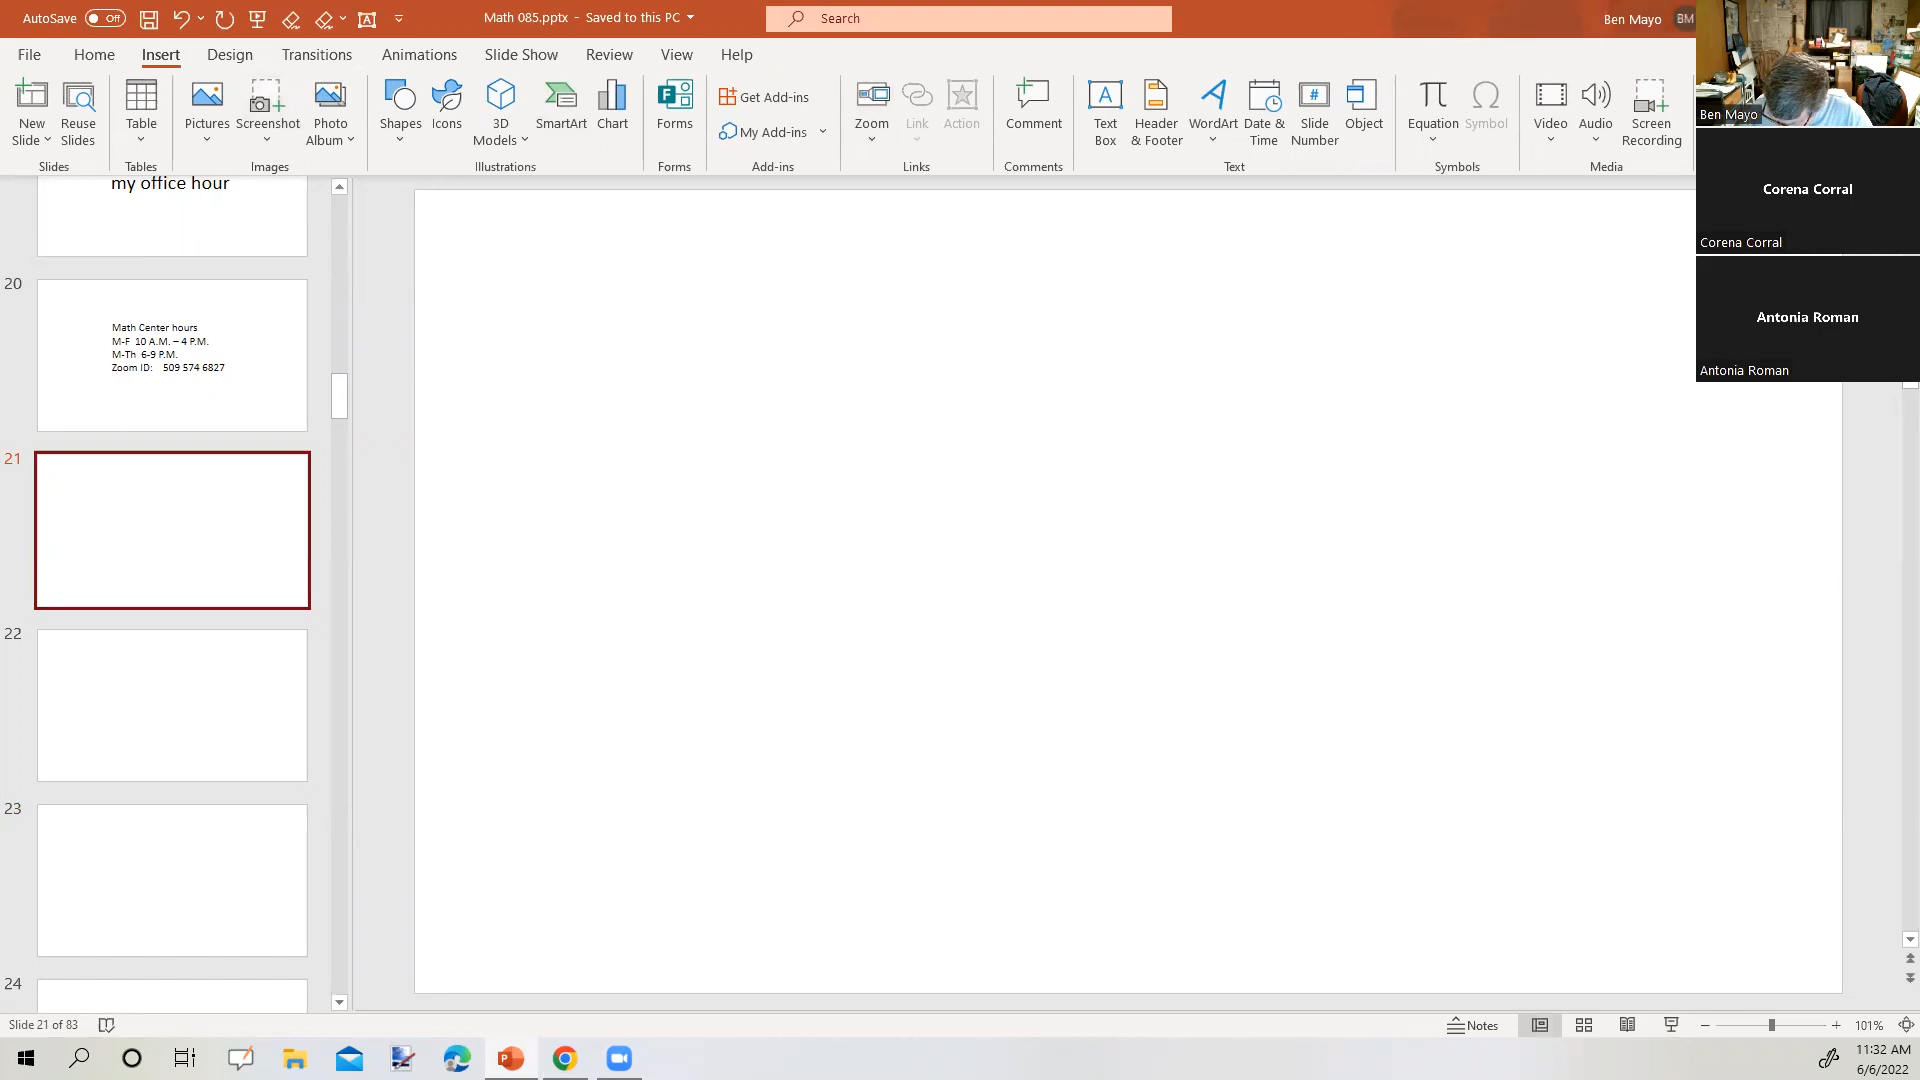 AutoSave Off Math 085.pptx - Saved to this PC Search Ben Mayo BM
File Home Insert Design Transitions Animations Slide Show Review View Help
New Slide Reuse Slides Table Pictures Screenshot Photo Album Shapes Icons 3D Models SmartArt Chart Forms Get Add-ins My Add-ins Zoom Link Action Comment Text Box Header & Footer WordArt Date & Time Slide Number Object Equation Symbol Video Audio Screen Recording
Slides Tables Images Illustrations Forms Add-ins Links Comments Text Symbols Media
Ben Mayo
Corena Corral
Corena Corral
Antonia Roman
Antonia Roman
my office hour
20
Math Center hours
M-F 10 A.M. – 4 P.M.
M-Th 6-9 P.M.
Zoom ID: 509 574 6827
21
22
23
24
Slide 21 of 83 Notes 101%
11:32 AM
6/6/2022